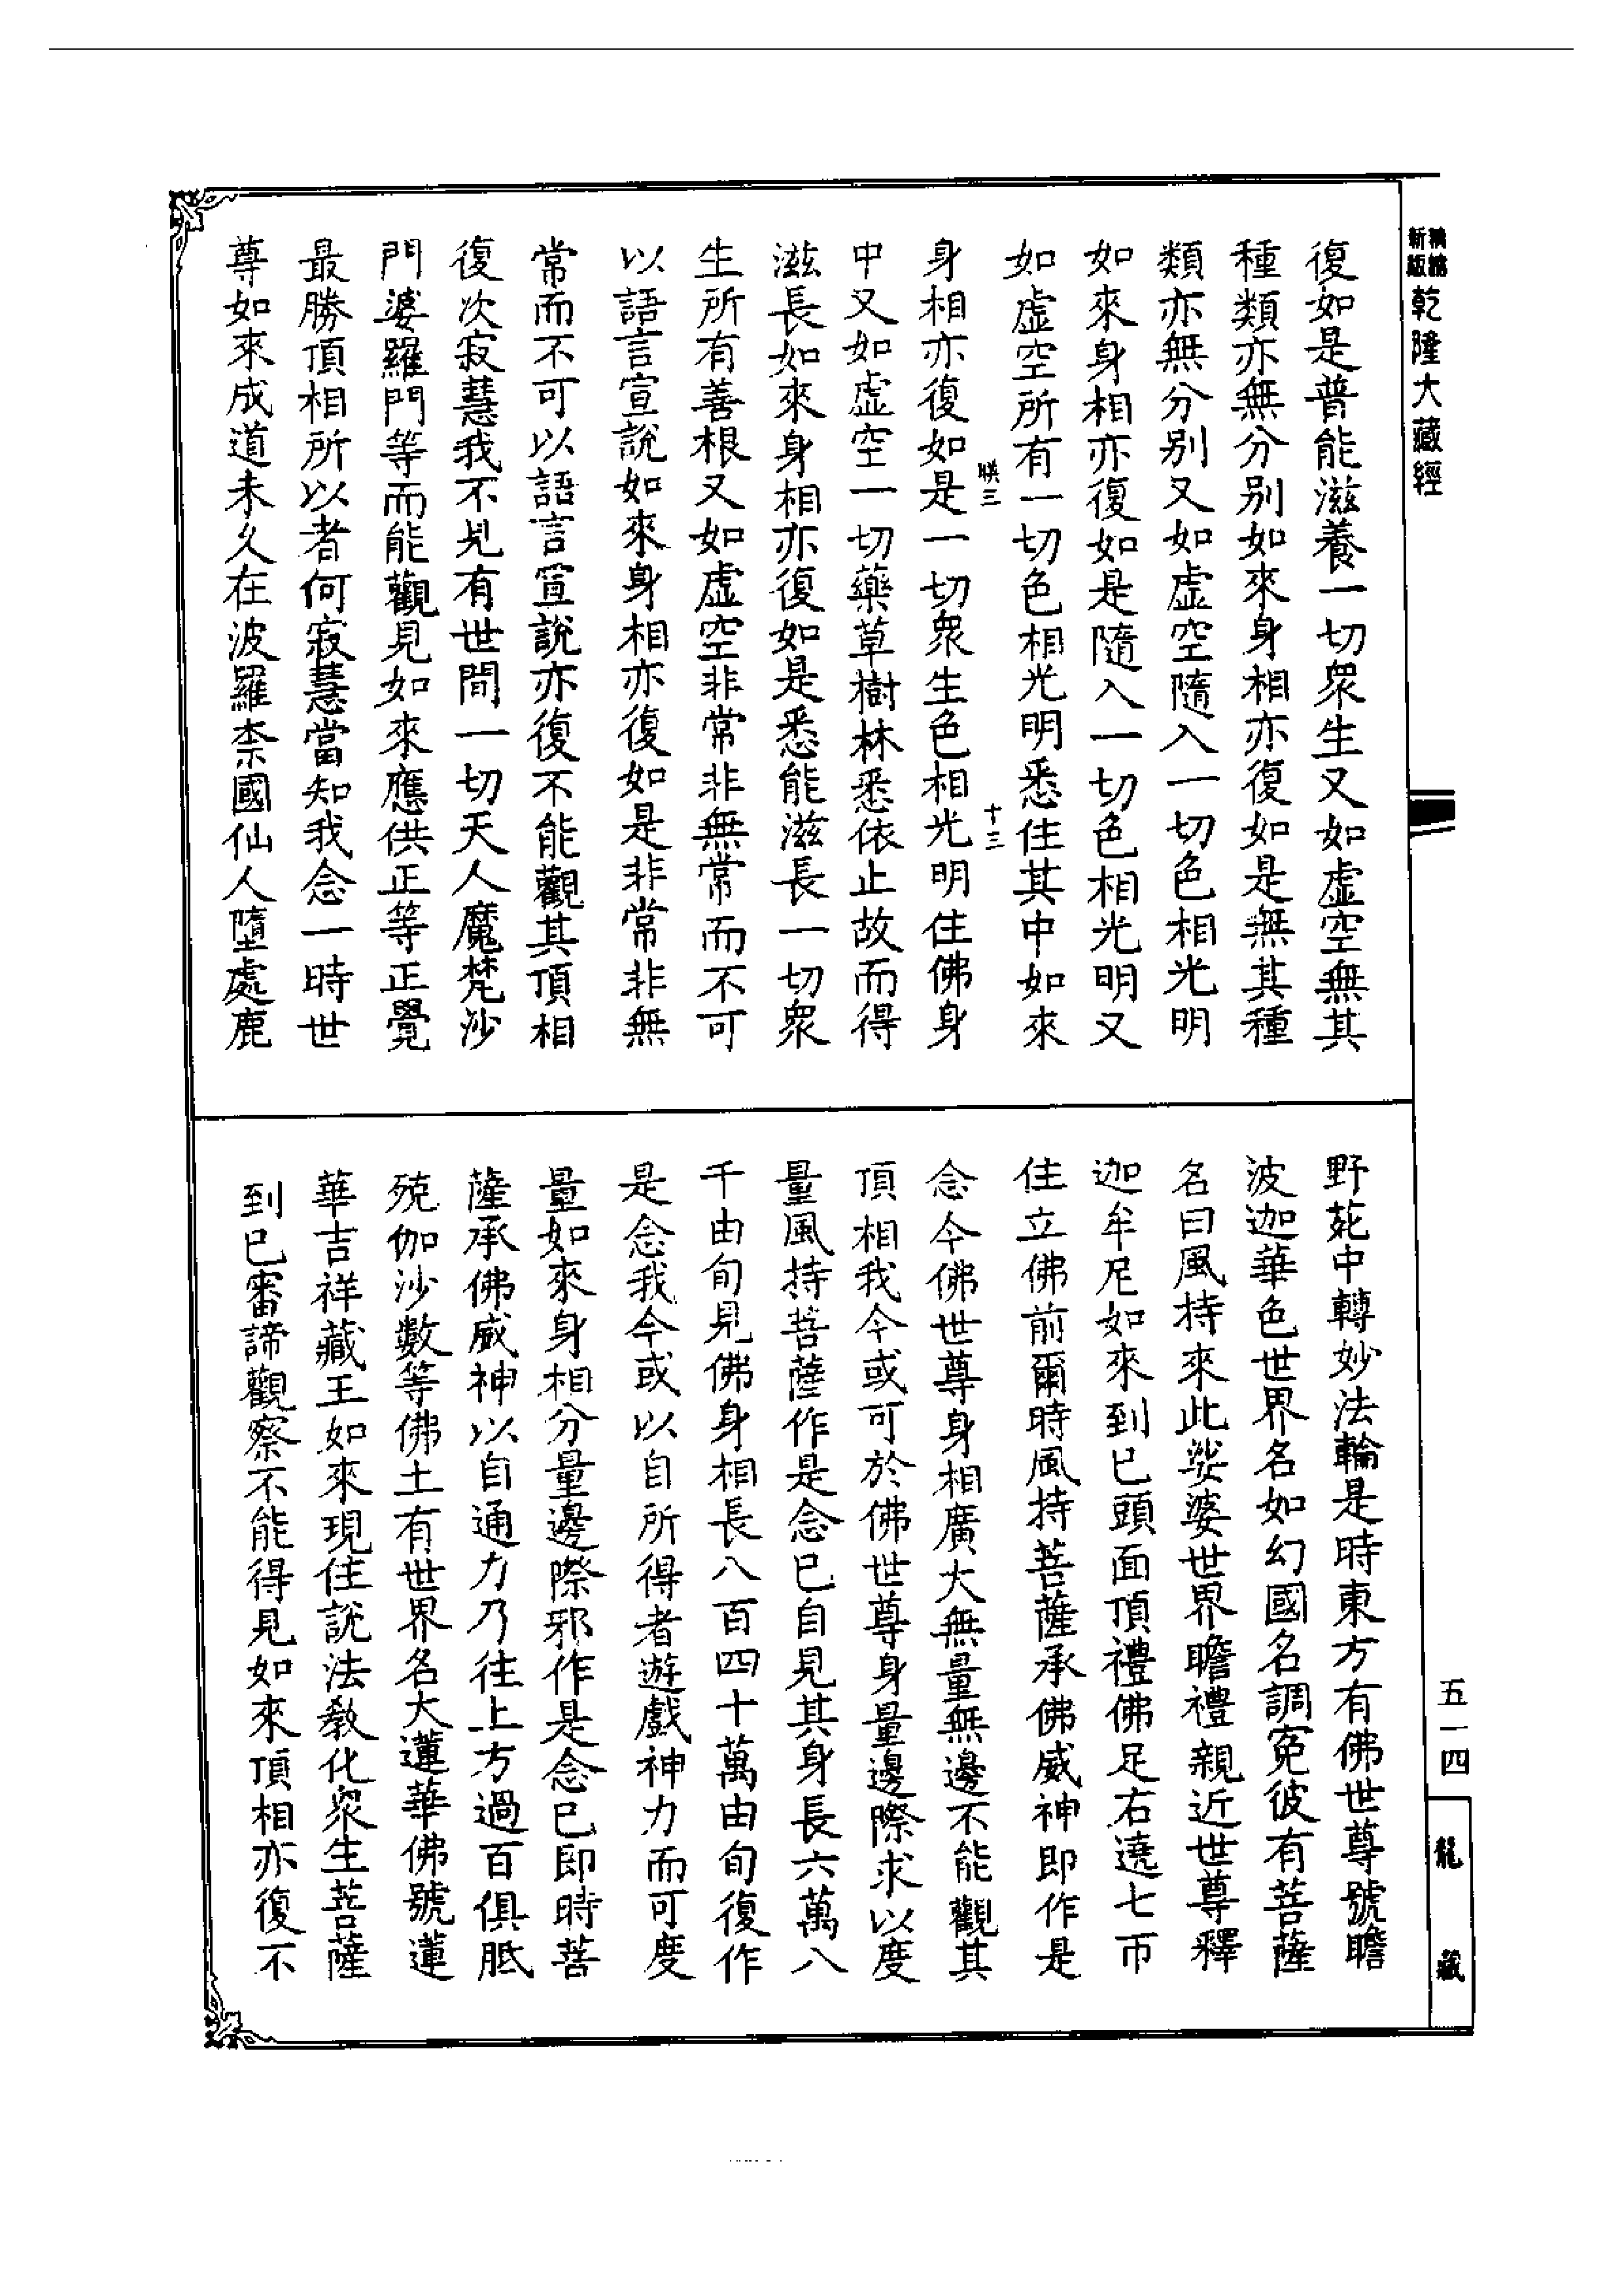 精縮新版乾隆大藏經
復如是普能滋養一切眾生又如虛空無其
種類亦無分別如來身相亦復如是無其種
類亦無分別又如虛空隨入一切色相光明
如來身相亦復如是隨入一切色相光明又
如虛空所有一切色相光明悉住其中如來
朕三
十三
身相亦復如是一切眾生色相光明住佛身
中又如虛空一切藥草樹林悉依止故而得
滋長如來身相亦復如是悉能滋長一切眾
生所有善根又如虛空非常非無常而不可
以語言宣說如來身相亦復如是非常非無
常而不可以語言宣說亦復不能觀其頂相
復次寂慧我不見有世間一切天人魔梵沙
門婆羅門等而能觀見如來應供正等正覺
最勝頂相所以者何寂慧當知我念一時世
尊如來成道未久在波羅柰國仙人墮處鹿
野苑中轉妙法輪是時東方有佛世尊號瞻
波迦華色世界名如幻國名調寃彼有菩薩
名曰風持來此娑婆世界瞻禮親近世尊釋
迦牟尼如來到已頭面頂禮佛足右遶七帀
住立佛前爾時風持菩薩承佛威神即作是
念今佛世尊身相廣大無量無邊不能觀其
頂相我今或可於佛世尊身量邊際求以度
量風持菩薩作是念已自見其身長六萬八
千由旬見佛身相長八百四十萬由旬復作
是念我今或以自所得者遊戲神力而可度
量如來身相分量邊際邪作是念已即時菩
薩承佛威神以自通力乃往上方過百俱胝
殑伽沙數等佛土有世界名大蓮華佛號蓮
華吉祥藏王如來現住說法教化眾生菩薩
到已審諦觀察不能得見如來頂相亦復不
五一四
龍藏